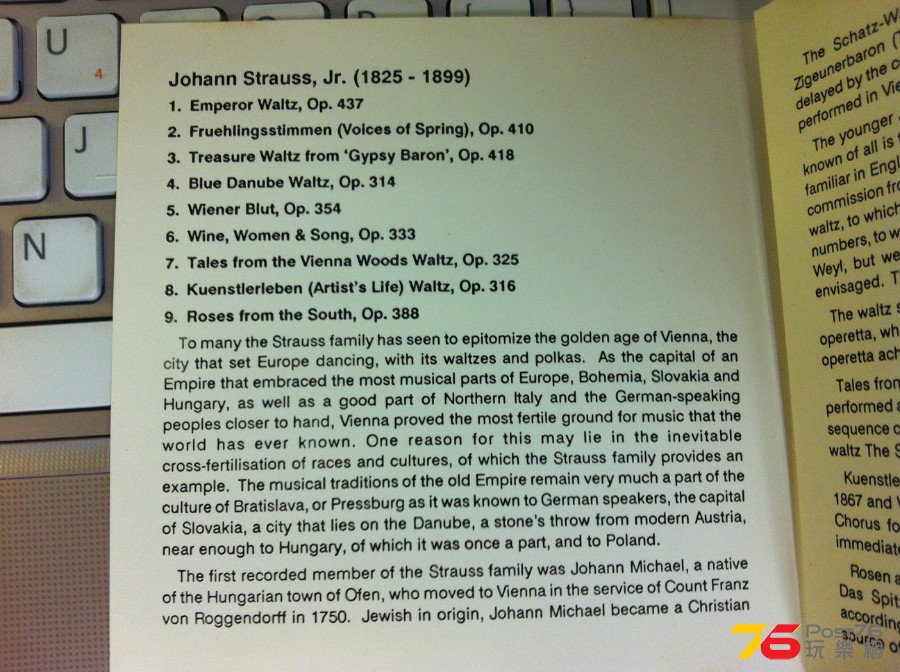 U
4
J
N
Johann Strauss, Jr. (1825 - 1899)
1. Emperor Waltz, Op. 437
2. Fruehlingsstimmen (Voices of Spring), Op. 410
3. Treasure Waltz from 'Gypsy Baron', Op. 418
4. Blue Danube Waltz, Op. 314
5. Wiener Blut, Op. 354
6. Wine, Women & Song, Op. 333
7. Tales from the Vienna Woods Waltz, Op. 325
8. Kuenstlerleben (Artist's Life) Waltz, Op. 316
9. Roses from the South, Op. 388
To many the Strauss family has seen to epitomize the golden age of Vienna, the
city that set Europe dancing, with its waltzes and polkas. As the capital of an
Empire that embraced the most musical parts of Europe, Bohemia, Slovakia and
Hungary, as well as a good part of Northern Italy and the German-speaking
peoples closer to hand, Vienna proved the most fertile ground for music that the
world has ever known. One reason for this may lie in the inevitable
cross-fertilisation of races and cultures, of which the Strauss family provides an
example. The musical traditions of the old Empire remain very much a part of the
culture of Bratislava, or Pressburg as it was known to German speakers, the capital
of Slovakia, a city that lies on the Danube, a stone's throw from modern Austria,
near enough to Hungary, of which it was once a part, and to Poland.
The first recorded member of the Strauss family was Johann Michael, a native
of the Hungarian town of Ofen, who moved to Vienna in the service of Count Franz
von Roggendorff in 1750. Jewish in origin, Johann Michael became a Christian
The Schatz-W
Zigeunerbaron (
delayed by the c
performed in Vie
The younger
known of all is
familiar in Engl
commission fro
waltz, to which
numbers, to w
Weyl, but we
envisaged. T
The waltz s
operetta, wh
operetta ach
Tales from
performed a
sequence c
waltz The S
Kuenstle
1867 and
Chorus fo
immediate
Rosen a
Das Spit
according
source o
76 Post76
玩樂網